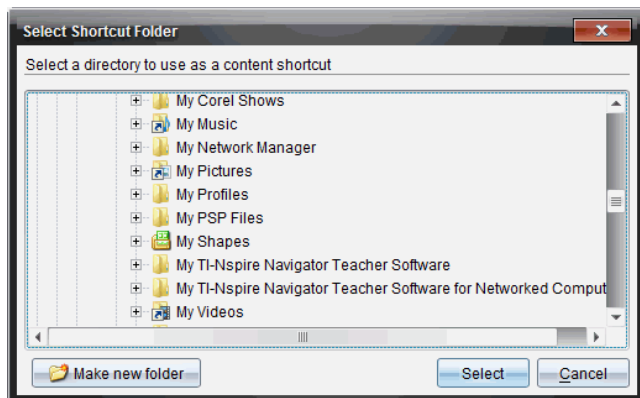 Select Shortcut Folder
Select a directory to use as a content shortcut
My Corel Shows
My Music
My Network Manager
My Pictures
My Profiles
My PSP Files
My Shapes
My TI-Nspire Navigator Teacher Software
My TI-Nspire Navigator Teacher Software for Networked Comput
My Videos
Make new folder
Select
Cancel